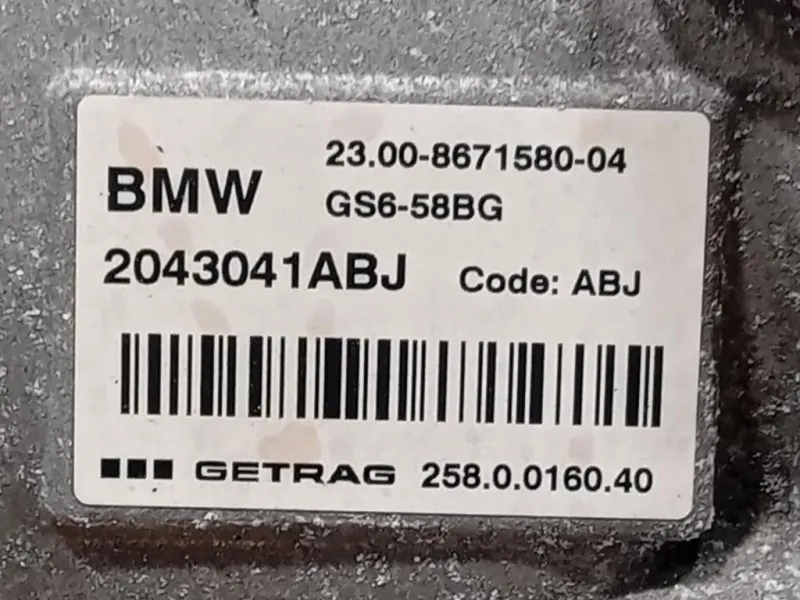 23.00-8671580-04
BMW GS6-58BG
2043041ABJ Code: ABJ
GETRAG 258.0.0160.40